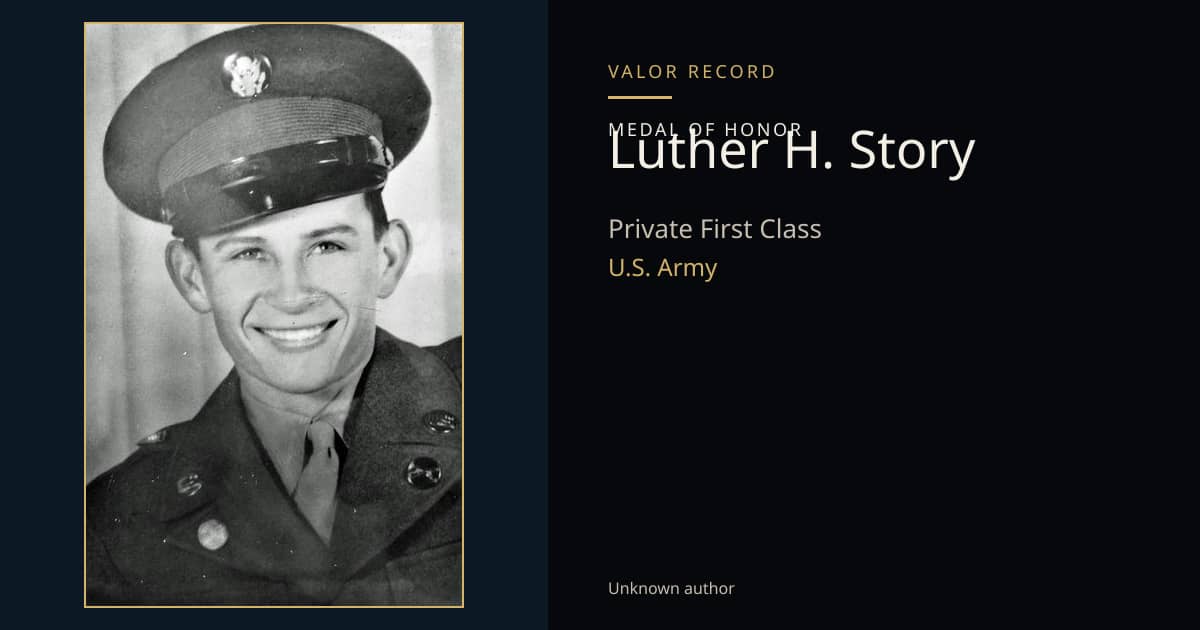 VALOR RECORD
MEDAL OF HONOR
Luther H. Story
Private First Class
U.S. Army
Unknown author